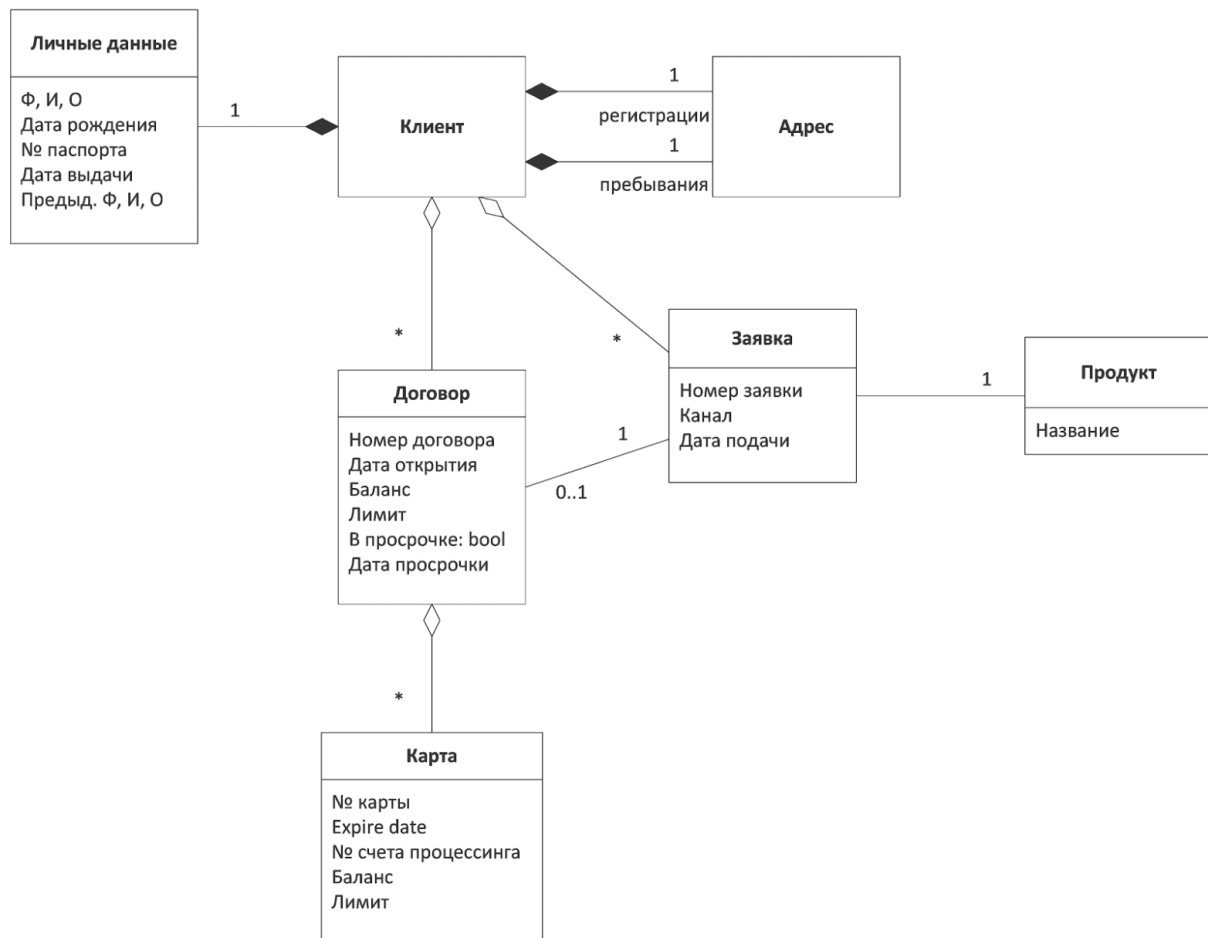 Личные данные
Ф, И, О
Дата рождения
№ паспорта
Дата выдачи
Предыд. Ф, И, О
1
Клиент
1
регистрации
1
пребывания
Адрес
*
*
Заявка
Номер заявки
Канал
Дата подачи
1
Продукт
Название
Договор
Номер договора
Дата открытия
Баланс
Лимит
В просрочке: bool
Дата просрочки
1
0..1
*
Карта
№ карты
Expire date
№ счета процессинга
Баланс
Лимит